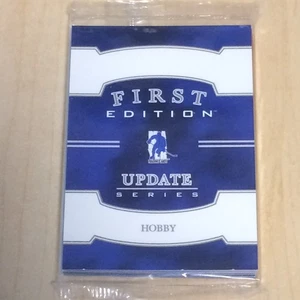 FIRST
EDITION
UPDATE
SERIES
HOBBY